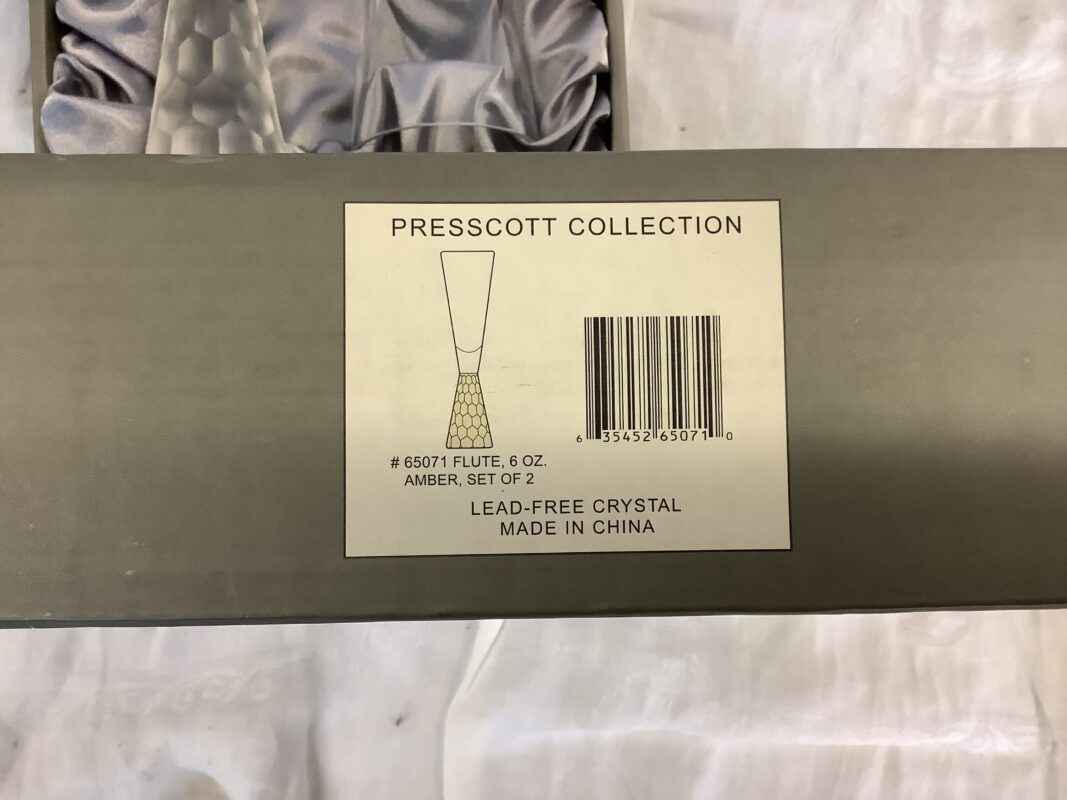 PRESSCOTT COLLECTION
6 35452 65071 0
# 65071 FLUTE, 6 OZ.
AMBER, SET OF 2
LEAD-FREE CRYSTAL
MADE IN CHINA